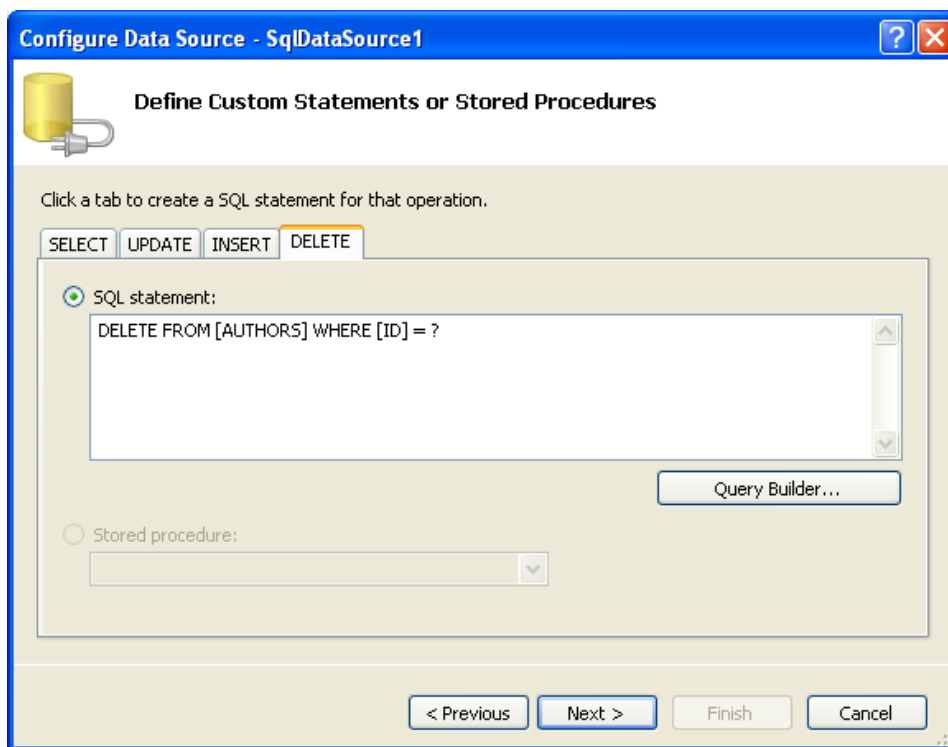 Configure Data Source - SqlDataSource1
?
Define Custom Statements or Stored Procedures
Click a tab to create a SQL statement for that operation.
SELECT UPDATE INSERT DELETE
SQL statement:
DELETE FROM [AUTHORS] WHERE [ID] = ?
Query Builder...
Stored procedure:
< Previous Next > Finish Cancel